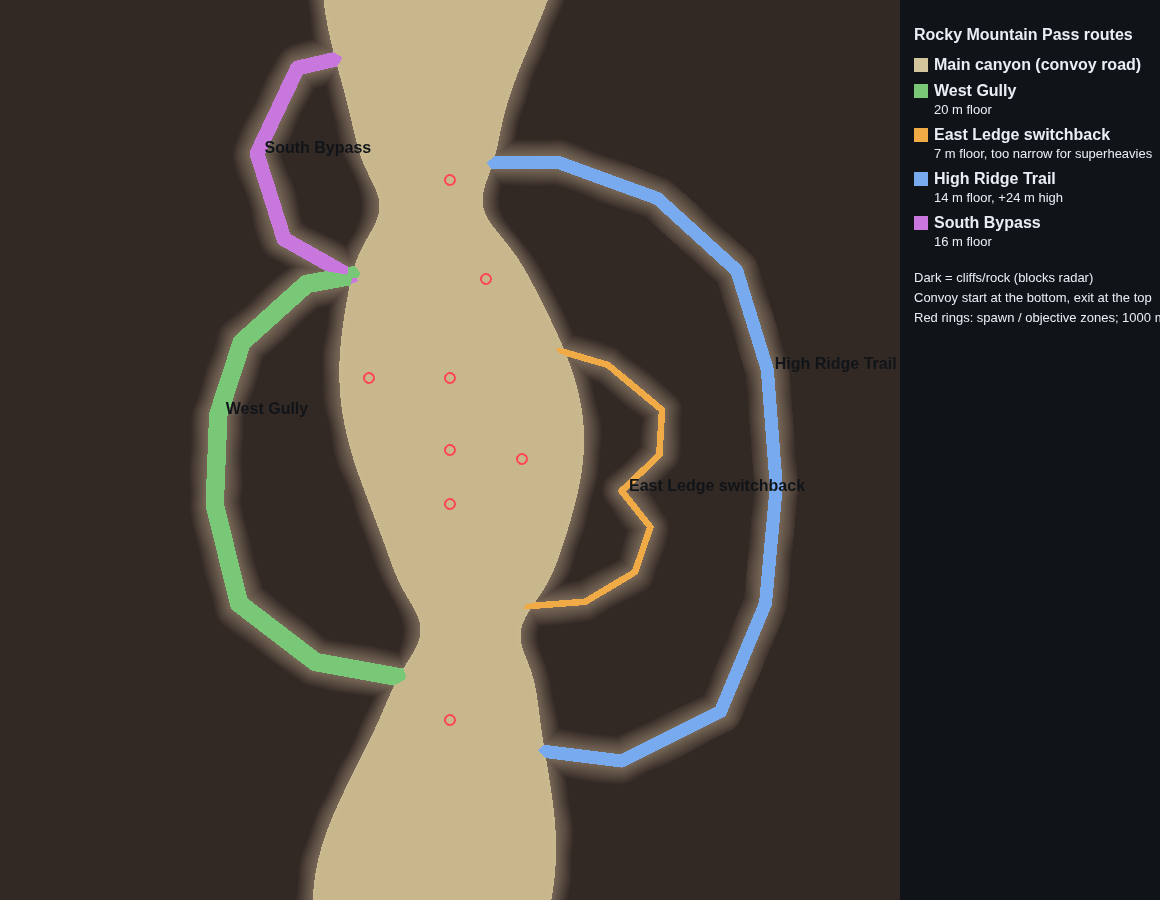 Rocky Mountain Pass routes
Main canyon (convoy road)
West Gully
20 m floor
East Ledge switchback
7 m floor, too narrow for superheavies
High Ridge Trail
14 m floor, +24 m high
South Bypass
16 m floor
Dark = cliffs/rock (blocks radar)
Convoy start at the bottom, exit at the top
Red rings: spawn / objective zones; 1000 m
South Bypass
High Ridge Trail
West Gully
East Ledge switchback